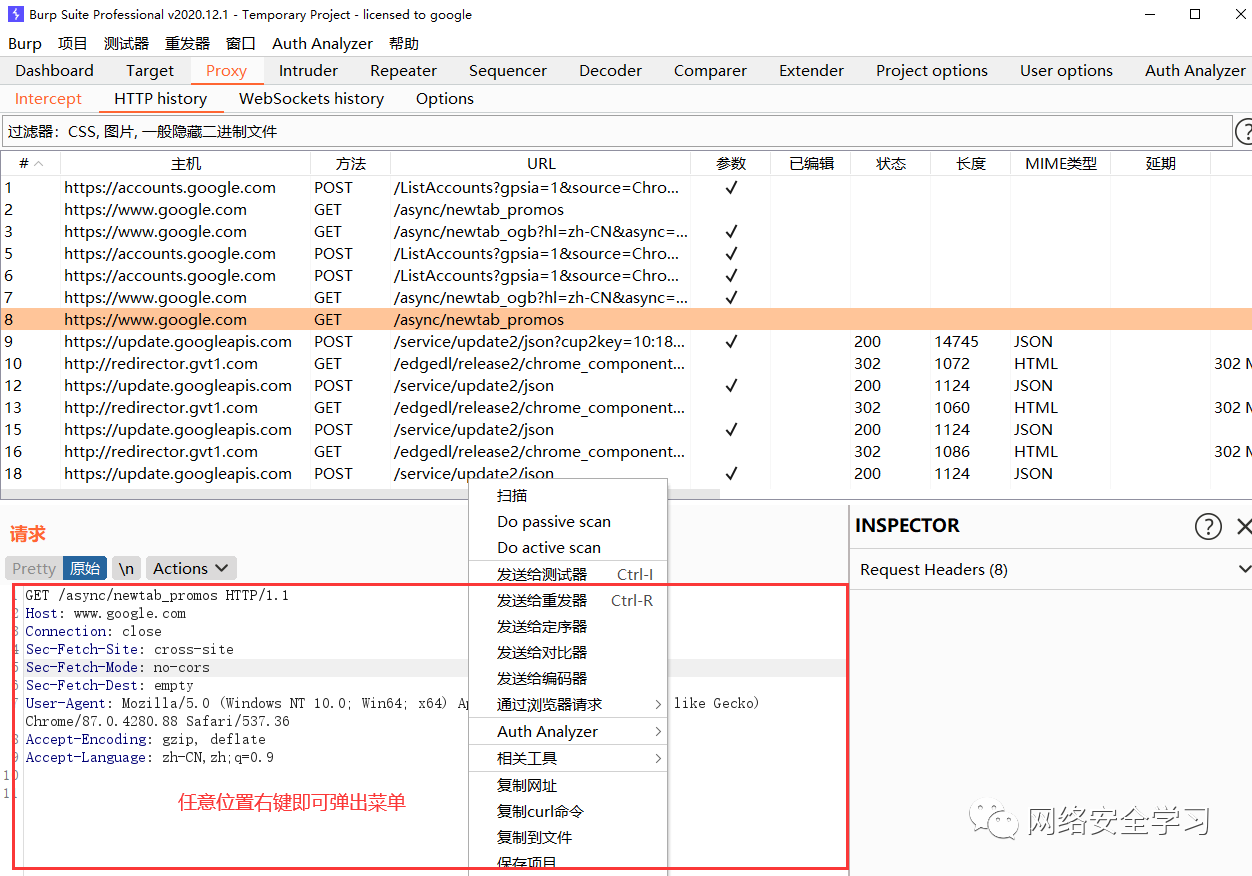 Burp Suite Professional v2020.12.1 - Temporary Project - licensed to google
Burp 项目 测试器 重发器 窗口 Auth Analyzer 帮助
Dashboard Target Proxy Intruder Repeater Sequencer Decoder Comparer Extender Project options User options Auth Analyzer
Intercept HTTP history WebSockets history Options
过滤器：CSS, 图片, 一般隐藏二进制文件
# 主机 方法 URL 参数 已编辑 状态 长度 MIME类型 延期
1 https://accounts.google.com POST /ListAccounts?gpsia=1&source=Chro... ✓
2 https://www.google.com GET /async/newtab_promos
3 https://www.google.com GET /async/newtab_ogb?hl=zh-CN&async=... ✓
5 https://accounts.google.com POST /ListAccounts?gpsia=1&source=Chro... ✓
6 https://accounts.google.com POST /ListAccounts?gpsia=1&source=Chro... ✓
7 https://www.google.com GET /async/newtab_ogb?hl=zh-CN&async=... ✓
8 https://www.google.com GET /async/newtab_promos
9 https://update.googleapis.com POST /service/update2/json?cup2key=10:18... ✓ 200 14745 JSON
10 http://redirector.gvt1.com GET /edgedl/release2/chrome_component... 302 1072 HTML 302 M
12 https://update.googleapis.com POST /service/update2/json ✓ 200 1124 JSON
13 http://redirector.gvt1.com GET /edgedl/release2/chrome_component... 302 1060 HTML 302 M
15 https://update.googleapis.com POST /service/update2/json ✓ 200 1124 JSON
16 http://redirector.gvt1.com GET /edgedl/release2/chrome_component... 302 1086 HTML 302 M
18 https://update.googleapis.com POST /service/update2/json ✓ 200 1124 JSON
请求
Pretty 原始 \n Actions
1 GET /async/newtab_promos HTTP/1.1
2 Host: www.google.com
3 Connection: close
4 Sec-Fetch-Site: cross-site
5 Sec-Fetch-Mode: no-cors
6 Sec-Fetch-Dest: empty
7 User-Agent: Mozilla/5.0 (Windows NT 10.0; Win64; x64) Ap like Gecko)
Chrome/87.0.4280.88 Safari/537.36
8 Accept-Encoding: gzip, deflate
9 Accept-Language: zh-CN,zh;q=0.9
10
11
任意位置右键即可弹出菜单
扫描
Do passive scan
Do active scan
发送给测试器 Ctrl-I
发送给重发器 Ctrl-R
发送给定序器
发送给对比器
发送给编码器
通过浏览器请求
Auth Analyzer
相关工具
复制网址
复制curl命令
复制到文件
保存项目
INSPECTOR
Request Headers (8)
网络安全学习